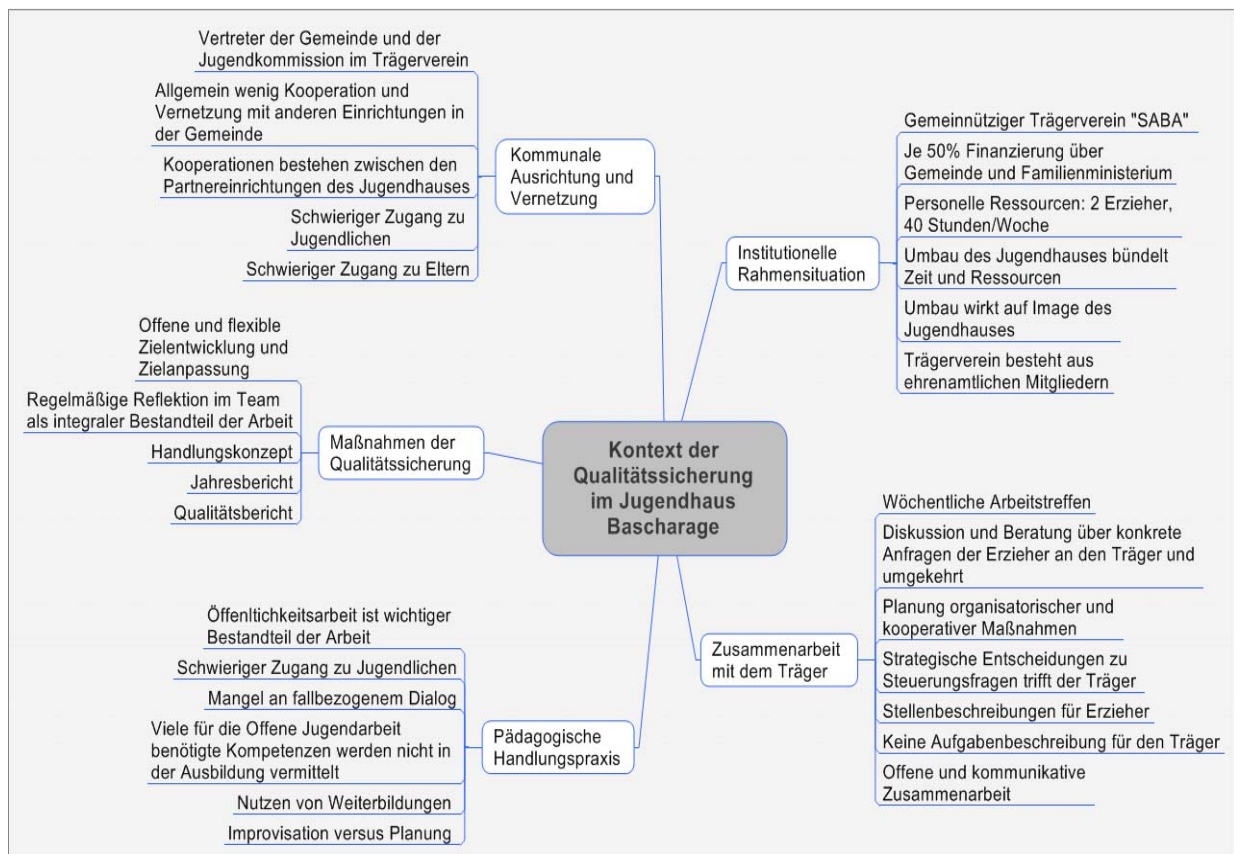 Kontext der
Qualitätssicherung
im Jugendhaus
Bascharage
Kommunale
Ausrichtung und
Vernetzung
Vertreter der Gemeinde und der
Jugendkommission im Trägerverein
Allgemein wenig Kooperation und
Vernetzung mit anderen Einrichtungen in
der Gemeinde
Kooperationen bestehen zwischen den
Partnereinrichtungen des Jugendhauses
Schwieriger Zugang zu
Jugendlichen
Schwieriger Zugang zu Eltern
Institutionelle
Rahmensituation
Gemeinnütziger Trägerverein "SABA"
Je 50% Finanzierung über
Gemeinde und Familienministerium
Personelle Ressourcen: 2 Erzieher,
40 Stunden/Woche
Umbau des Jugendhauses bündelt
Zeit und Ressourcen
Umbau wirkt auf Image des
Jugendhauses
Trägerverein besteht aus
ehrenamtlichen Mitgliedern
Maßnahmen der
Qualitätssicherung
Offene und flexible
Zielentwicklung und
Zielanpassung
Regelmäßige Reflektion im Team
als integraler Bestandteil der Arbeit
Handlungskonzept
Jahresbericht
Qualitätsbericht
Zusammenarbeit
mit dem Träger
Wöchentliche Arbeitstreffen
Diskussion und Beratung über konkrete
Anfragen der Erzieher an den Träger und
umgekehrt
Planung organisatorischer und
kooperativer Maßnahmen
Strategische Entscheidungen zu
Steuerungsfragen trifft der Träger
Stellenbeschreibungen für Erzieher
Keine Aufgabenbeschreibung für den Träger
Offene und kommunikative
Zusammenarbeit
Pädagogische
Handlungspraxis
Öffenltichkeitsarbeit ist wichtiger
Bestandteil der Arbeit
Schwieriger Zugang zu Jugendlichen
Mangel an fallbezogenem Dialog
Viele für die Offene Jugendarbeit
benötigte Kompetenzen werden nicht in
der Ausbildung vermittelt
Nutzen von Weiterbildungen
Improvisation versus Planung